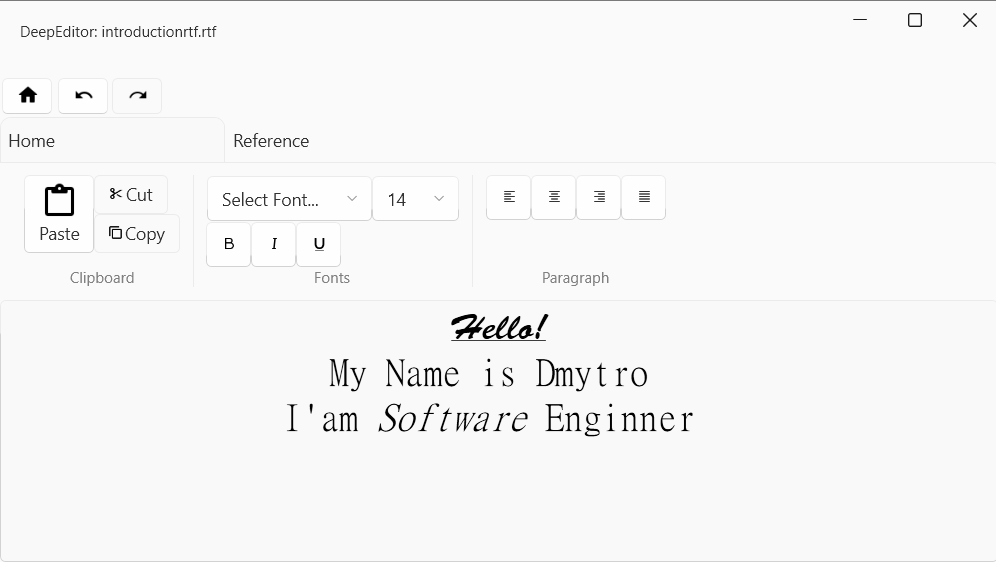 DeepEditor: introductionrtf.rtf
Home
Reference
Paste
Cut
Copy
Clipboard
Select Font...
14
B
I
U
Fonts
Paragraph
Hello!
My Name is Dmytro
I'am Software Enginner